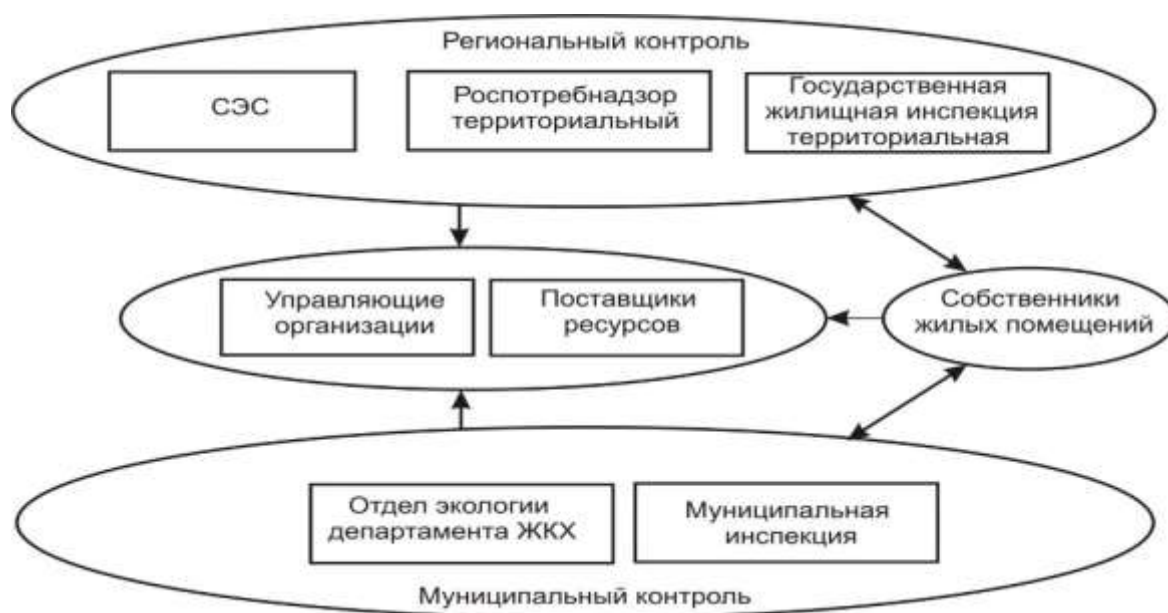 Региональный контроль
СЭС
Роспотребнадзор
территориальный
Государственная
жилищная инспекция
территориальная
Управляющие
организации
Поставщики
ресурсов
Собственники
жилых помещений
Отдел экологии
департамента ЖКХ
Муниципальная
инспекция
Муниципальный контроль